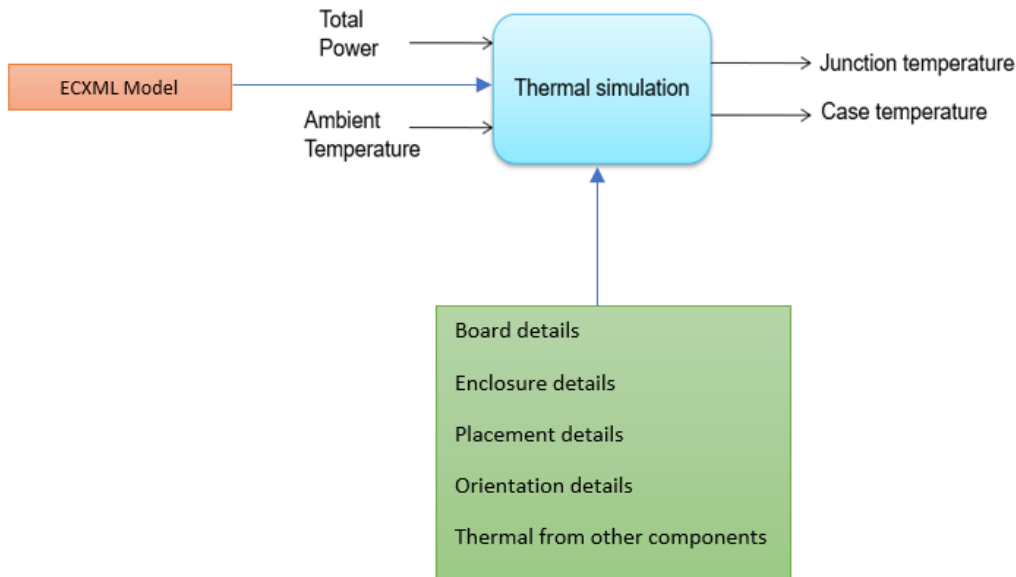 Total
Power
ECXML Model
Ambient
Temperature
Thermal simulation
Junction temperature
Case temperature
Board details
Enclosure details
Placement details
Orientation details
Thermal from other components